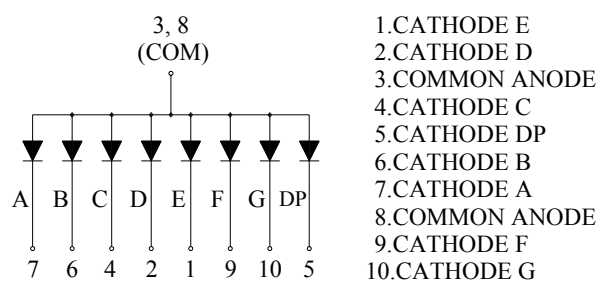 3, 8
(COM)
A B C D E F G DP
7 6 4 2 1 9 10 5
1.CATHODE E
2.CATHODE D
3.COMMON ANODE
4.CATHODE C
5.CATHODE DP
6.CATHODE B
7.CATHODE A
8.COMMON ANODE
9.CATHODE F
10.CATHODE G